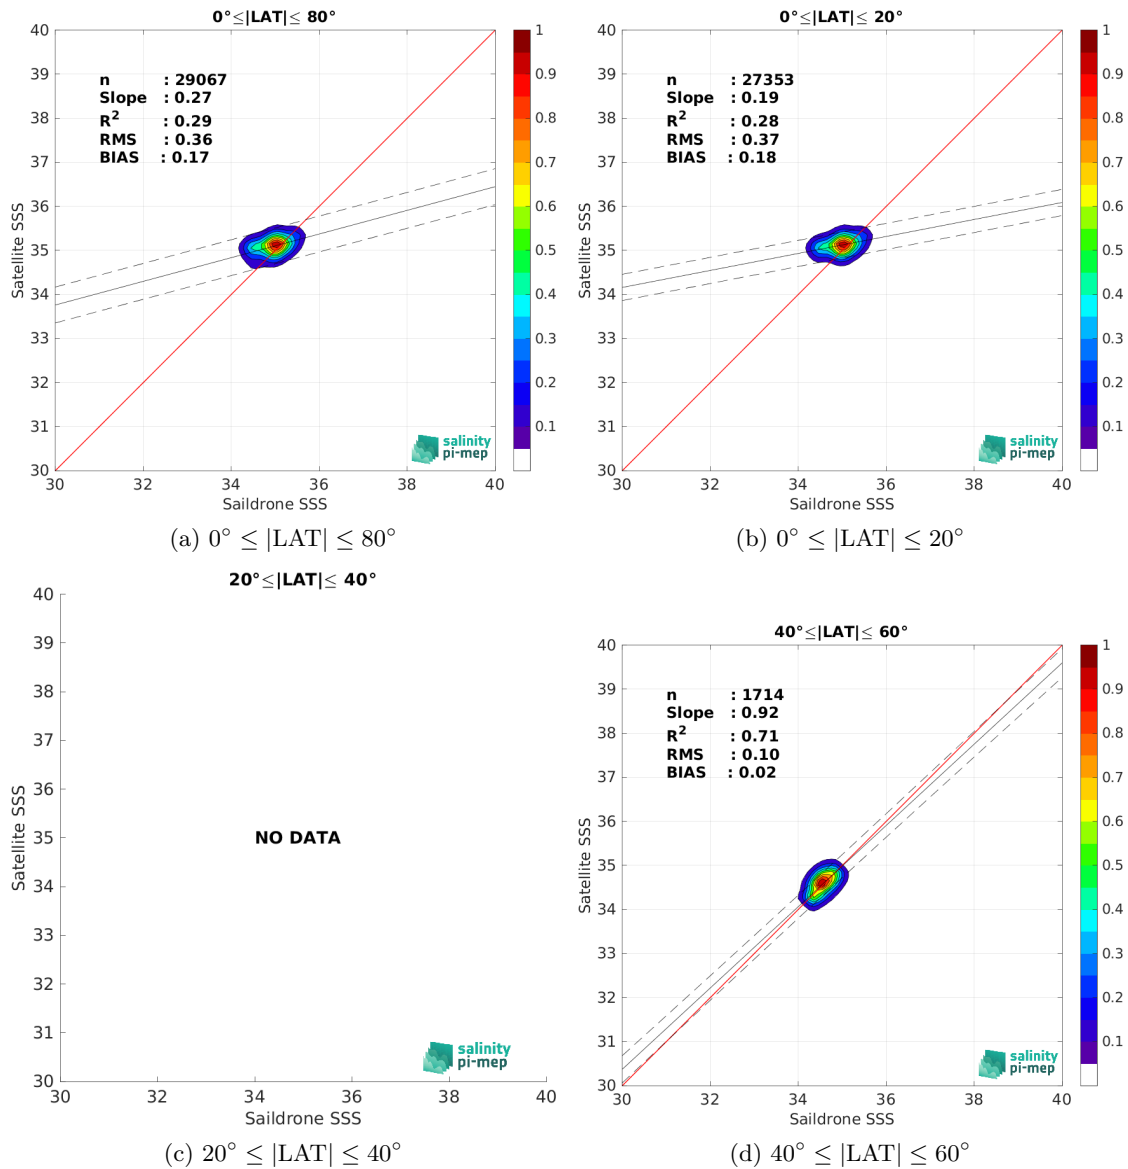 0°≤|LAT|≤ 80°
n : 29067
Slope : 0.27
R2 : 0.29
RMS : 0.36
BIAS : 0.17
40
39
38
37
36
35
34
33
32
31
30
30 32 34 36 38 40
Satellite SSS
Saildrone SSS
1
0.9
0.8
0.7
0.6
0.5
0.4
0.3
0.2
0.1
salinity
pi-mep
(a) 0° ≤ |LAT| ≤ 80°
0°≤|LAT|≤ 20°
n : 27353
Slope : 0.19
R2 : 0.28
RMS : 0.37
BIAS : 0.18
40
39
38
37
36
35
34
33
32
31
30
30 32 34 36 38 40
Satellite SSS
Saildrone SSS
1
0.9
0.8
0.7
0.6
0.5
0.4
0.3
0.2
0.1
salinity
pi-mep
(b) 0° ≤ |LAT| ≤ 20°
20°≤|LAT|≤ 40°
40
39
38
37
36
35
34
33
32
31
30
30 32 34 36 38 40
Satellite SSS
NO DATA
Saildrone SSS
salinity
pi-mep
(c) 20° ≤ |LAT| ≤ 40°
40°≤|LAT|≤ 60°
n : 1714
Slope : 0.92
R2 : 0.71
RMS : 0.10
BIAS : 0.02
40
39
38
37
36
35
34
33
32
31
30
30 32 34 36 38 40
Satellite SSS
Saildrone SSS
1
0.9
0.8
0.7
0.6
0.5
0.4
0.3
0.2
0.1
salinity
pi-mep
(d) 40° ≤ |LAT| ≤ 60°